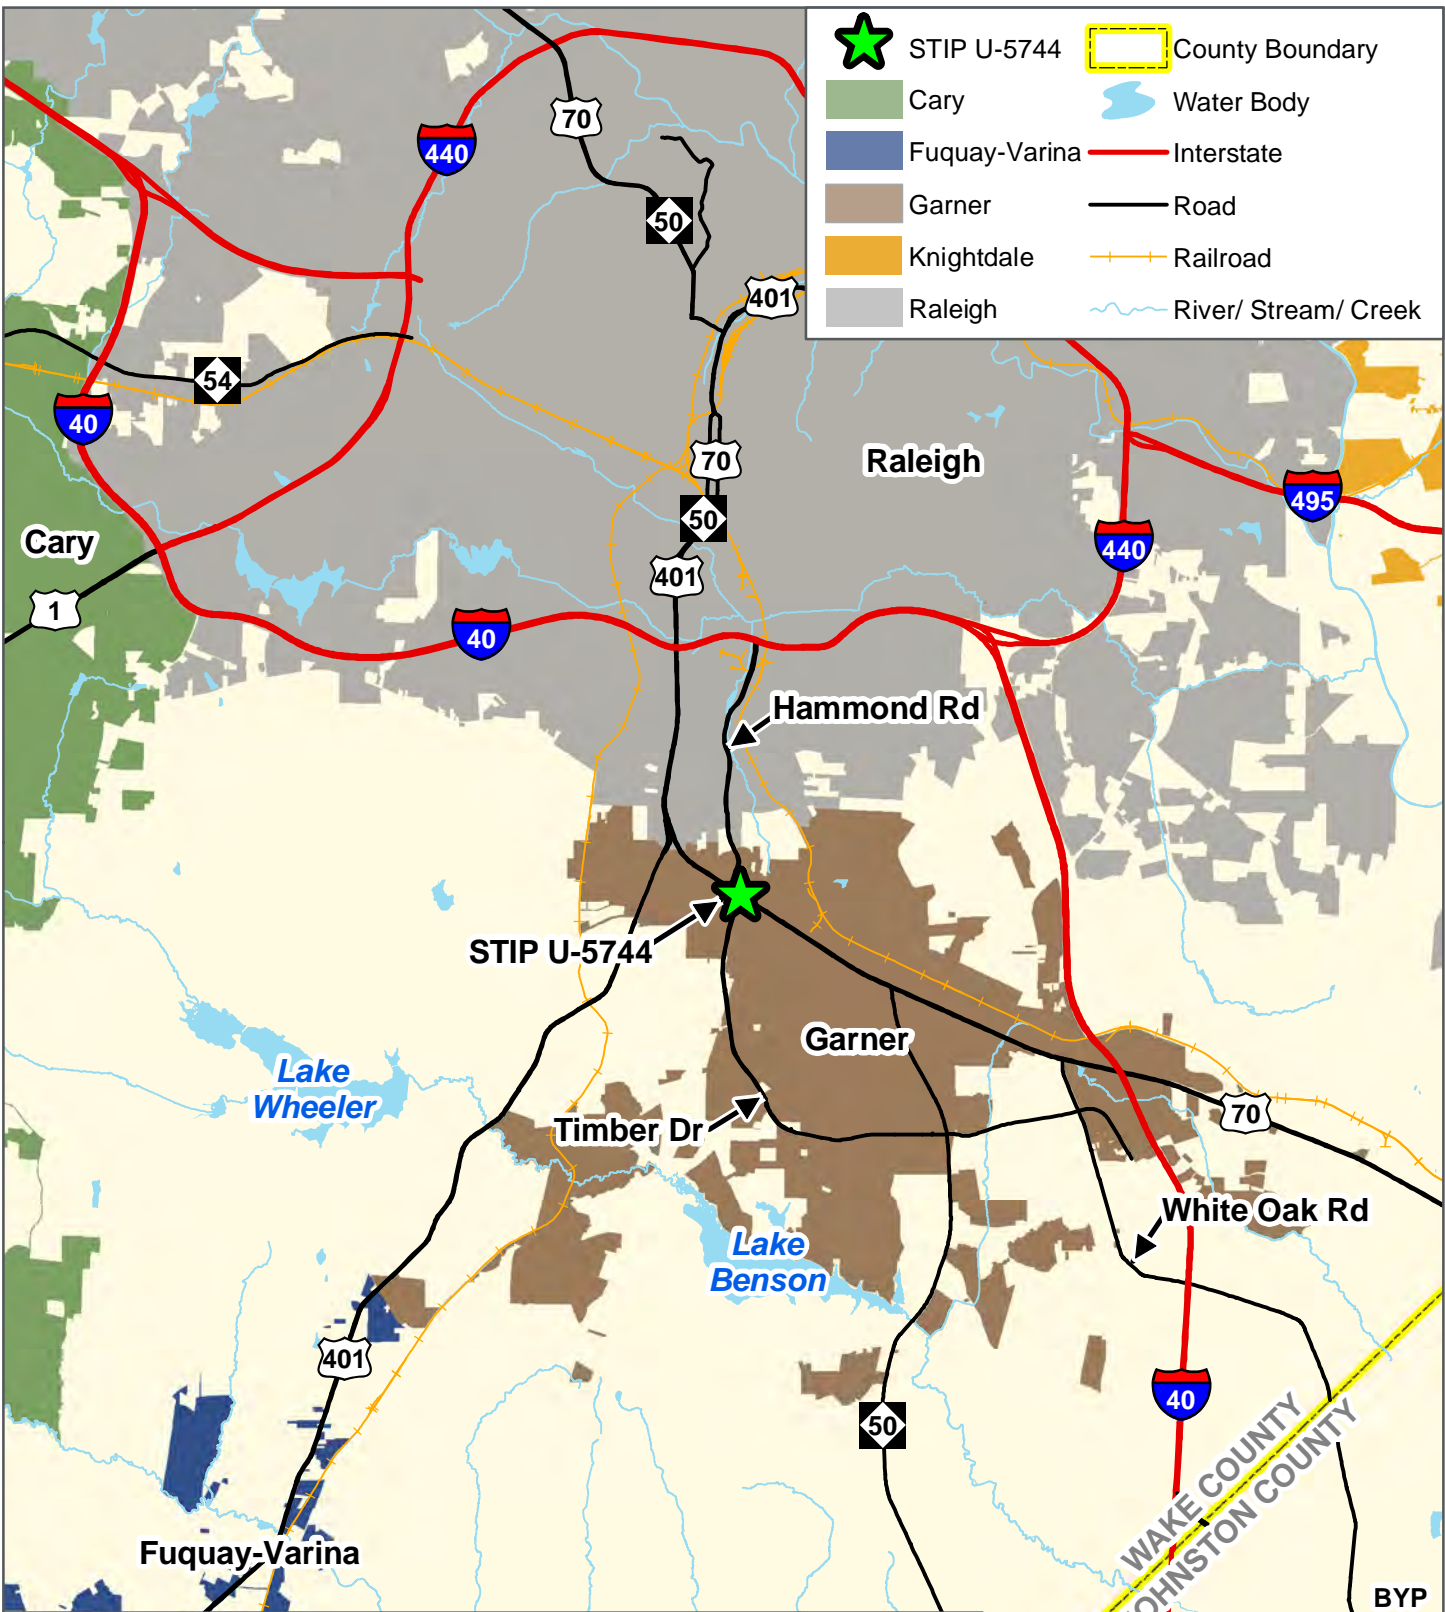 STIP U-5744
County Boundary
Cary
Water Body
Fuquay-Varina
Interstate
Garner
Road
Knightdale
Railroad
Raleigh
River/ Stream/ Creek
70
440
50
401
54
40
70
Raleigh
495
50
Cary
440
401
1
40
Hammond Rd
STIP U-5744
Garner
Lake
Wheeler
Timber Dr
70
White Oak Rd
Lake
Benson
401
40
50
WAKE COUNTY
JOHNSTON COUNTY
Fuquay-Varina
BYP